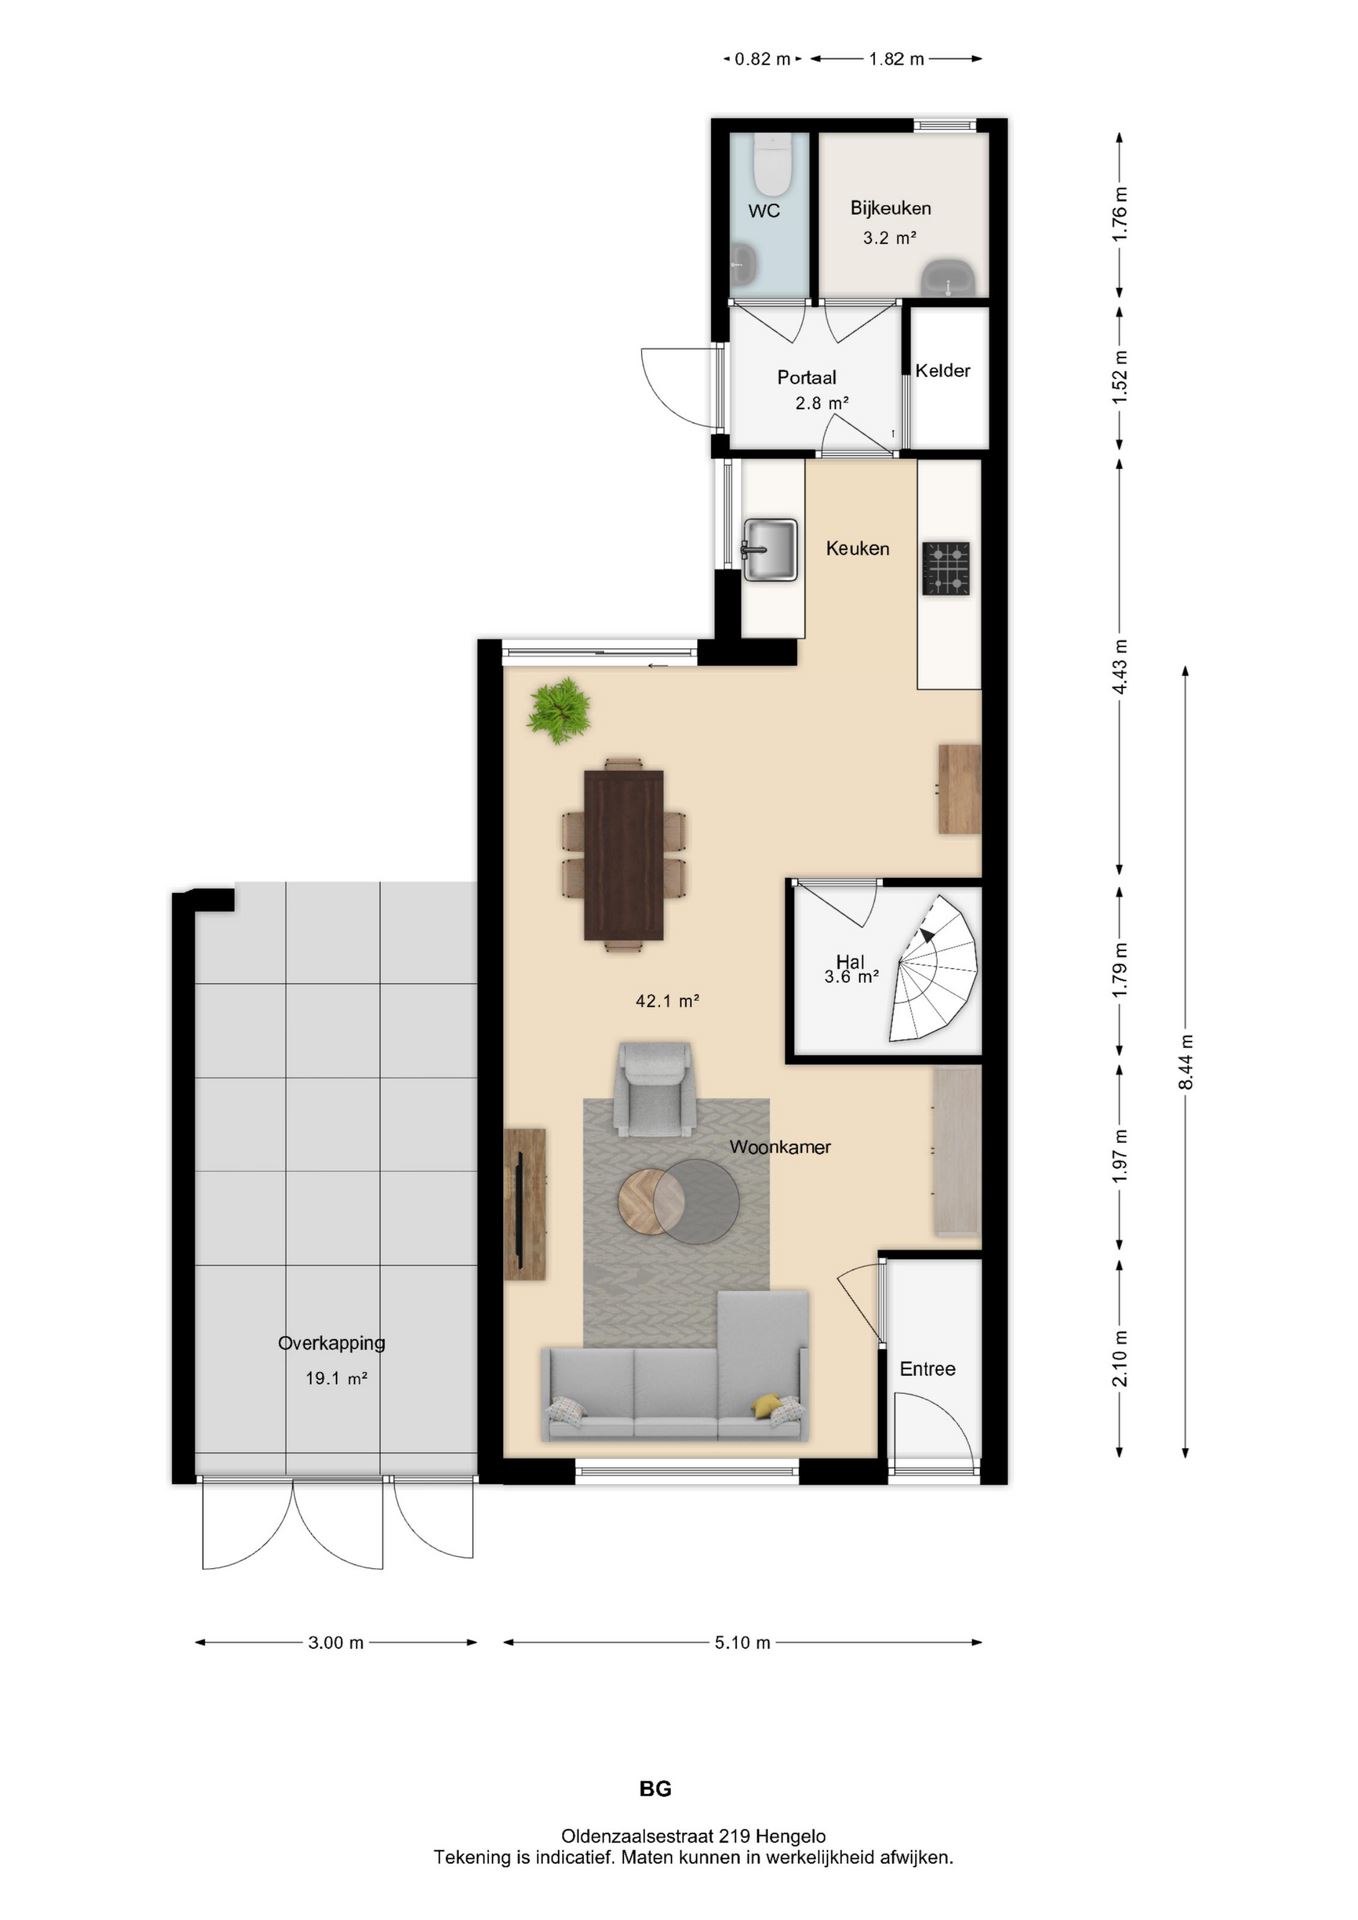 0.82 m
1.82 m
WC
Bijkeuken
3.2 m²
1.76 m
Portaal
2.8 m²
Kelder
1.52 m
Keuken
4.43 m
Hal
3.6 m²
1.79 m
42.1 m²
8.44 m
Woonkamer
1.97 m
Overkapping
19.1 m²
Entree
2.10 m
3.00 m
5.10 m
BG
Oldenzaalsestraat 219 Hengelo
Tekening is indicatief. Maten kunnen in werkelijkheid afwijken.